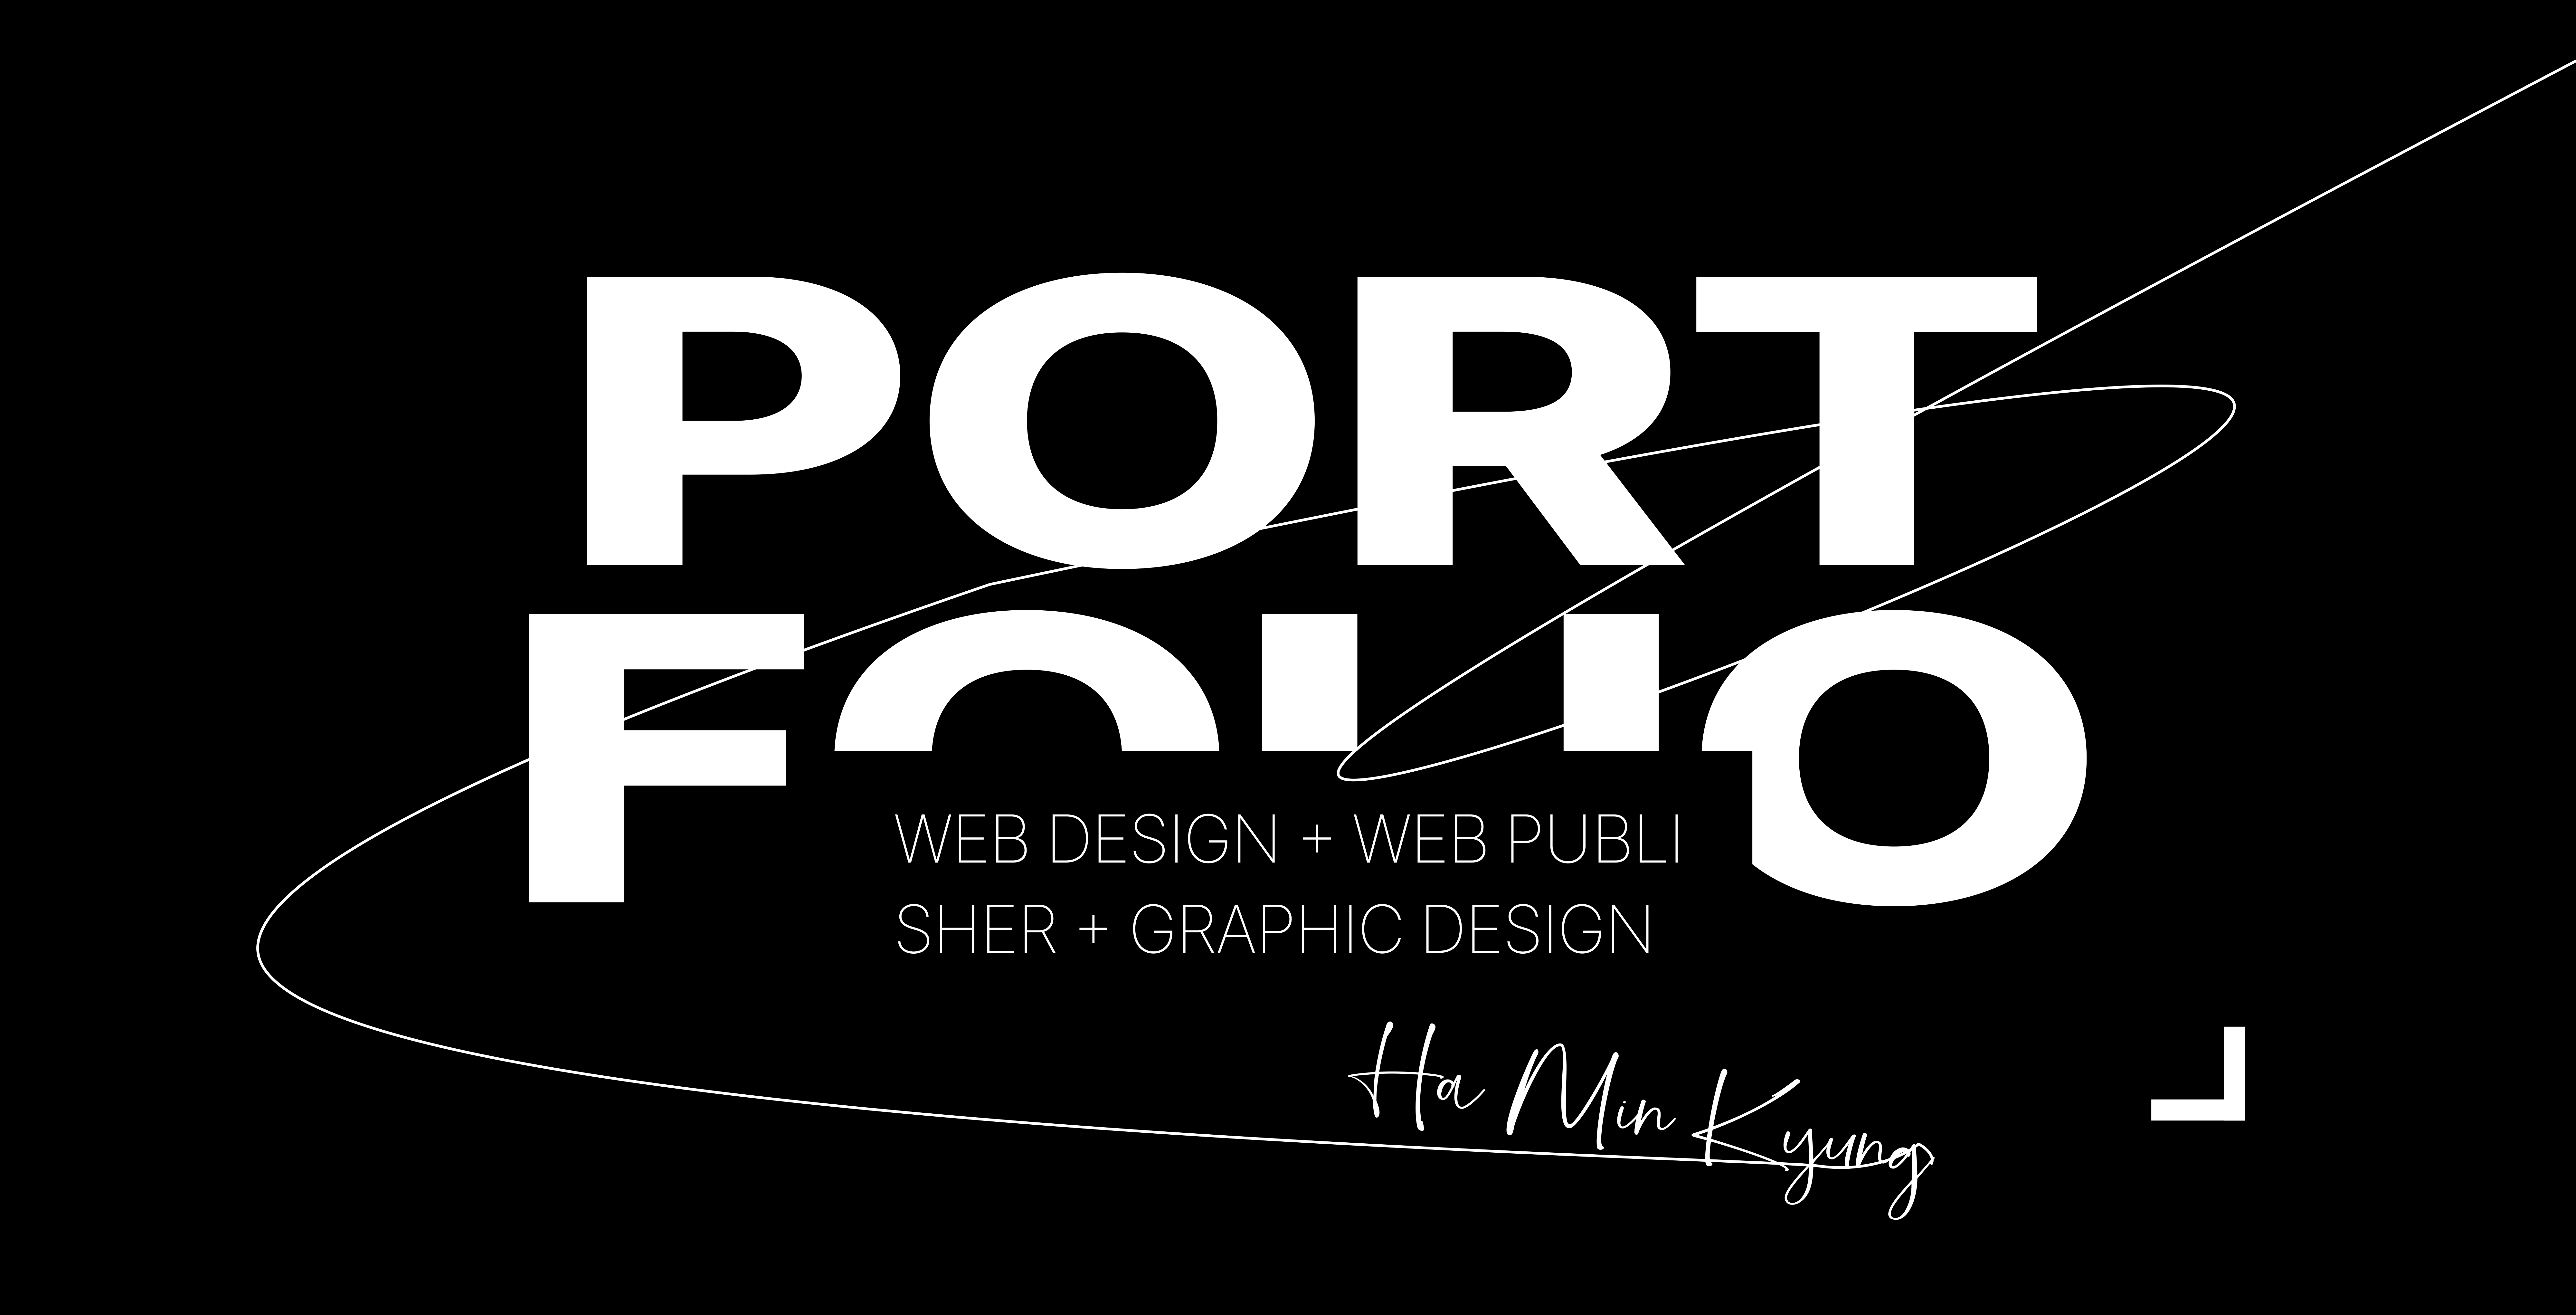 PORT
FOLIO
WEB DESIGN + WEB PUBLI
SHER + GRAPHIC DESIGN
Ha Min Kyung